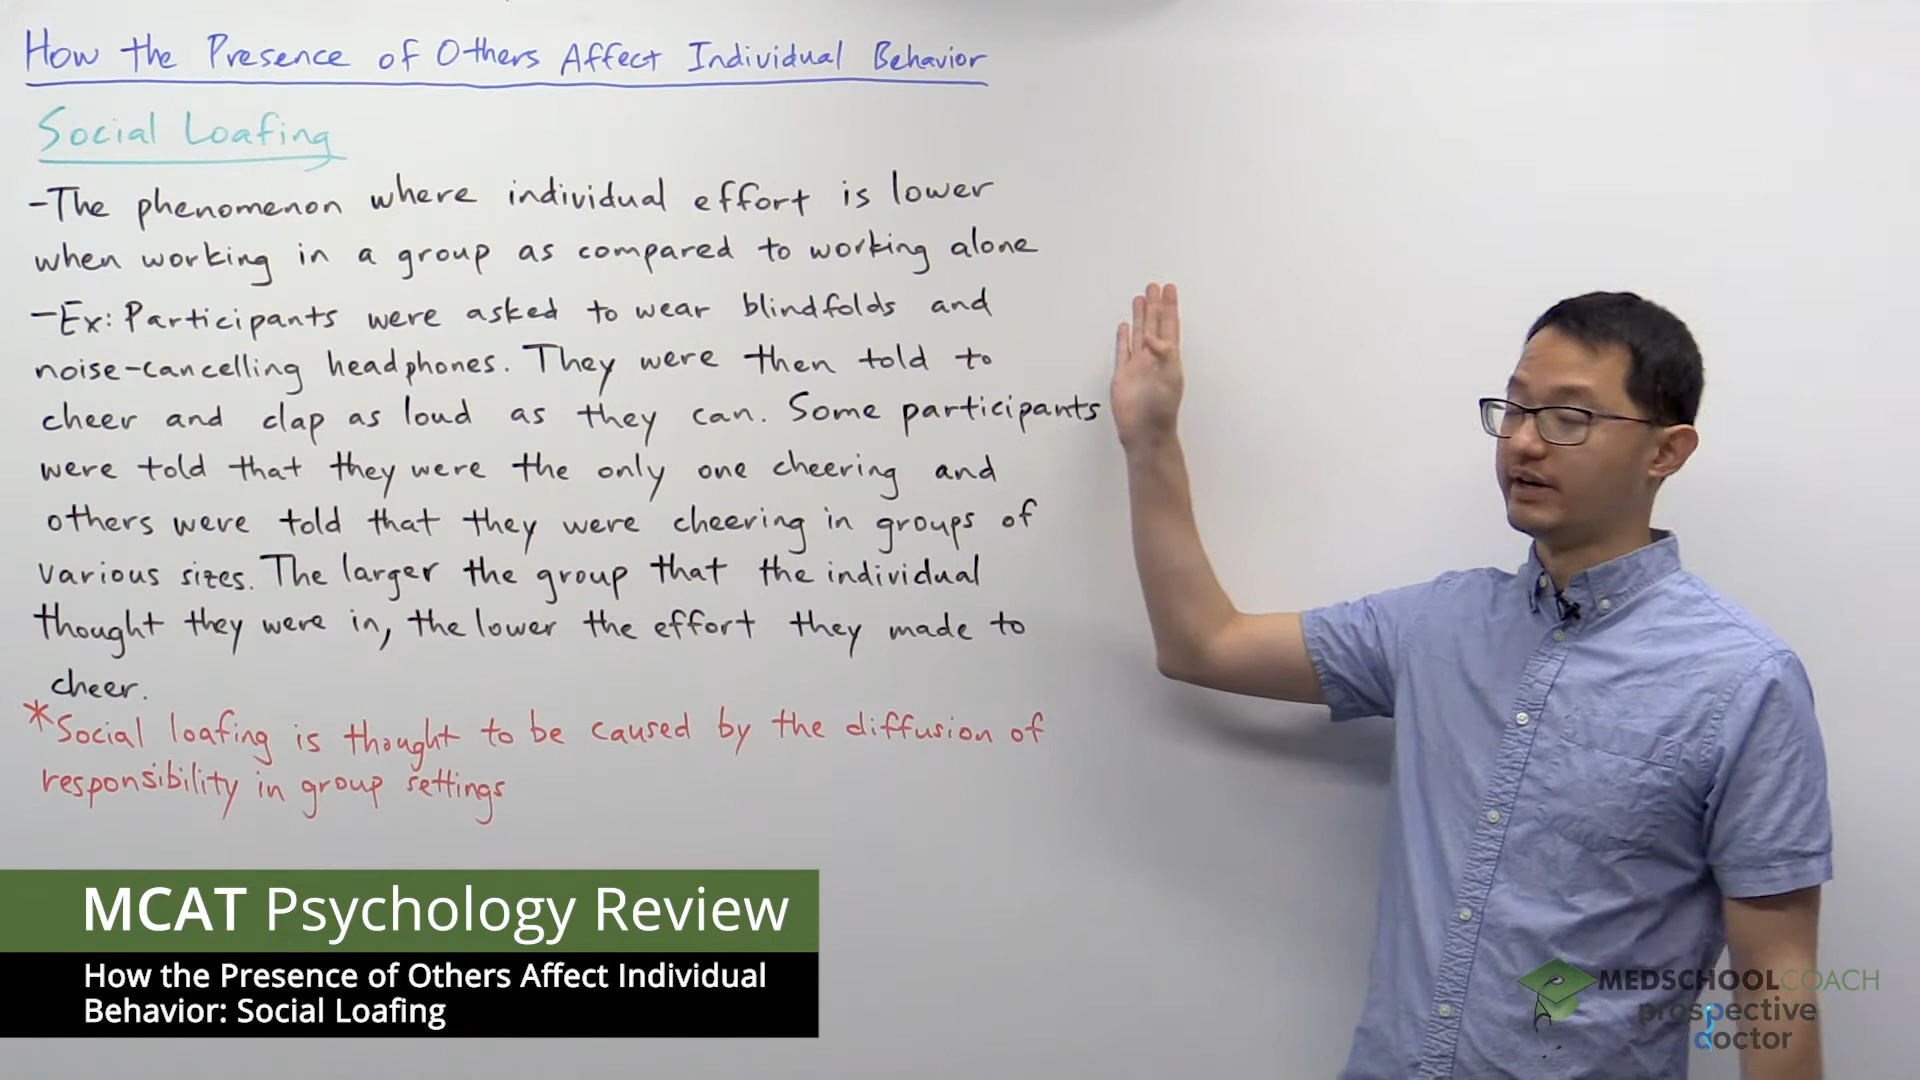 How the Presence of Others Affect Individual Behavior
Social Loafing
-The phenomenon where individual effort is lower
when working in a group as compared to working alone
-Ex: Participants were asked to wear blindfolds and
noise-cancelling headphones. They were then told to
cheer and clap as loud as they can. Some participants
were told that they were the only one cheering and
others were told that they were cheering in groups of
various sizes. The larger the group that the individual
thought they were in, the lower the effort they made to
cheer.
*Social loafing is thought to be caused by the diffusion of
responsibility in group settings
MCAT Psychology Review
How the Presence of Others Affect Individual
Behavior: Social Loafing
MEDSCHOOLCOACH
prospective
doctor